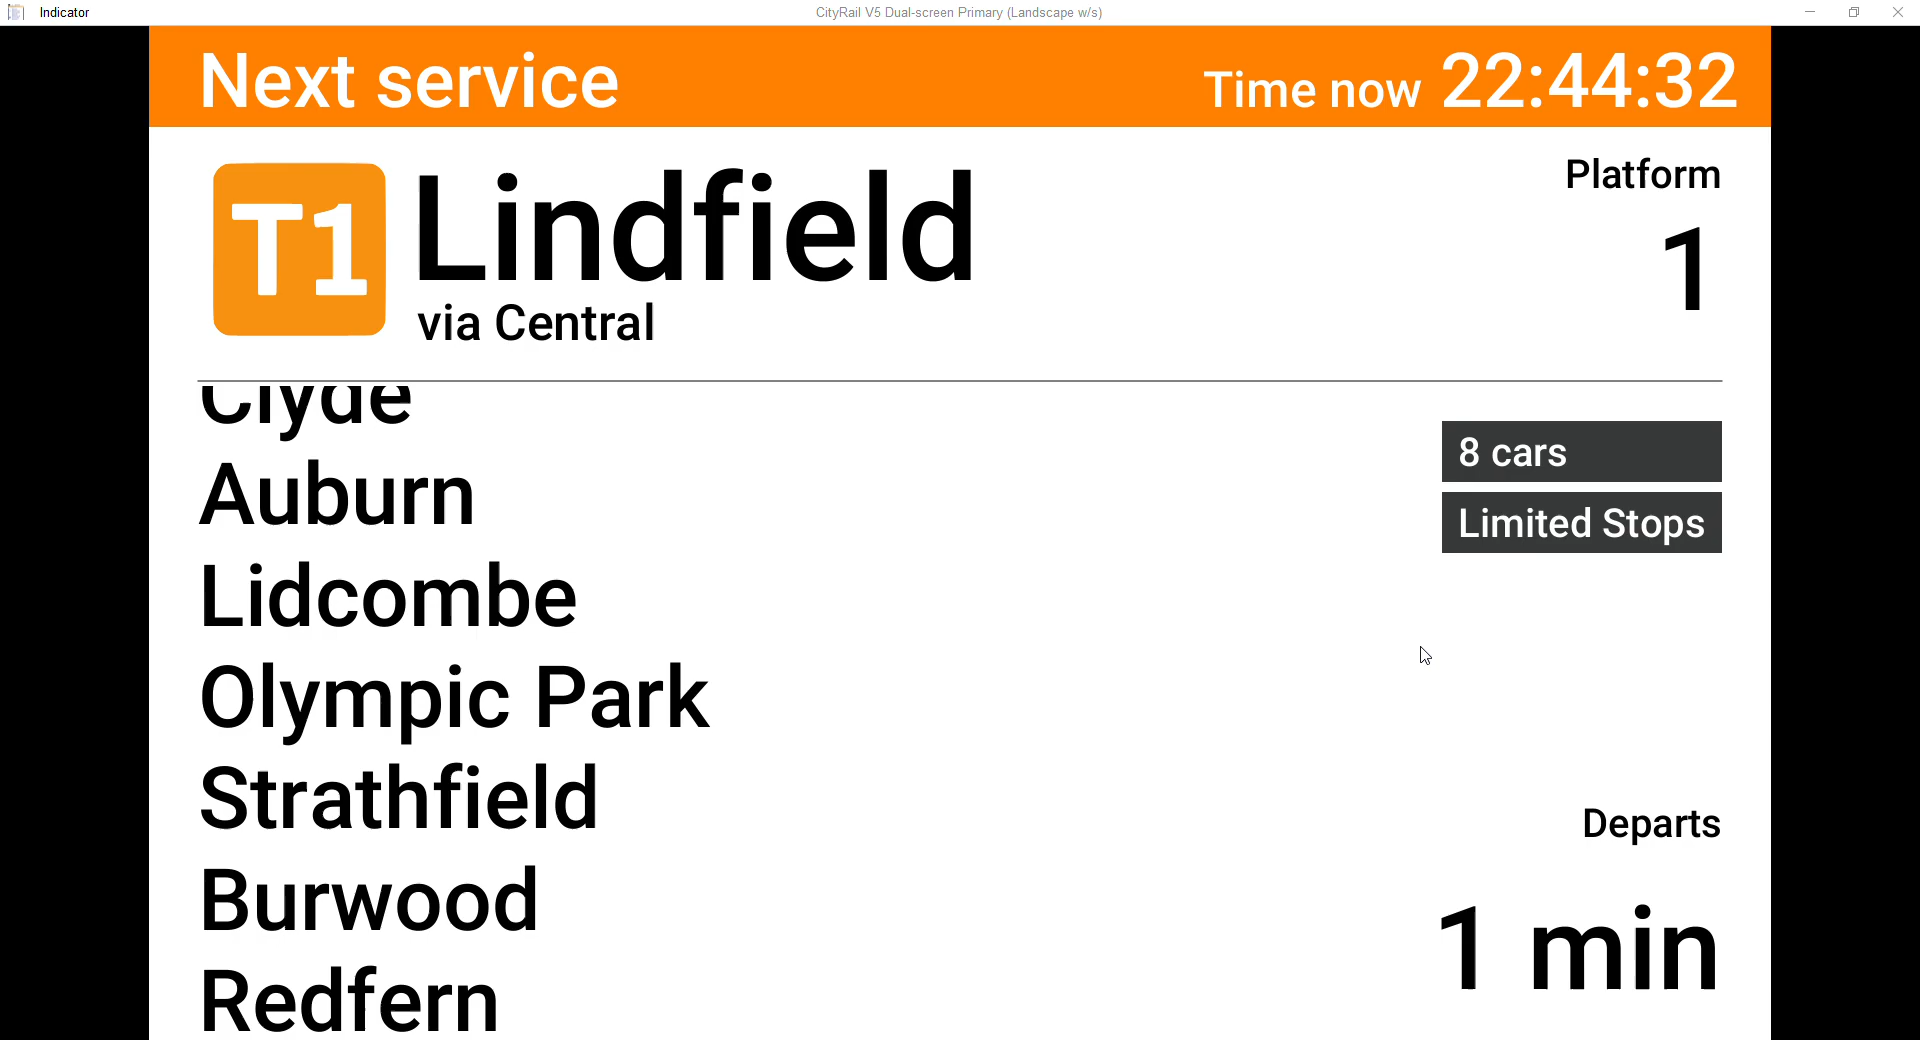 Indicator
CityRail V5 Dual-screen Primary (Landscape w/s)
Next service
Time now 22:44:32
T1
Lindfield
via Central
Platform
1
Clyde
Auburn
Lidcombe
Olympic Park
Strathfield
Burwood
Redfern
8 cars
Limited Stops
Departs
1 min